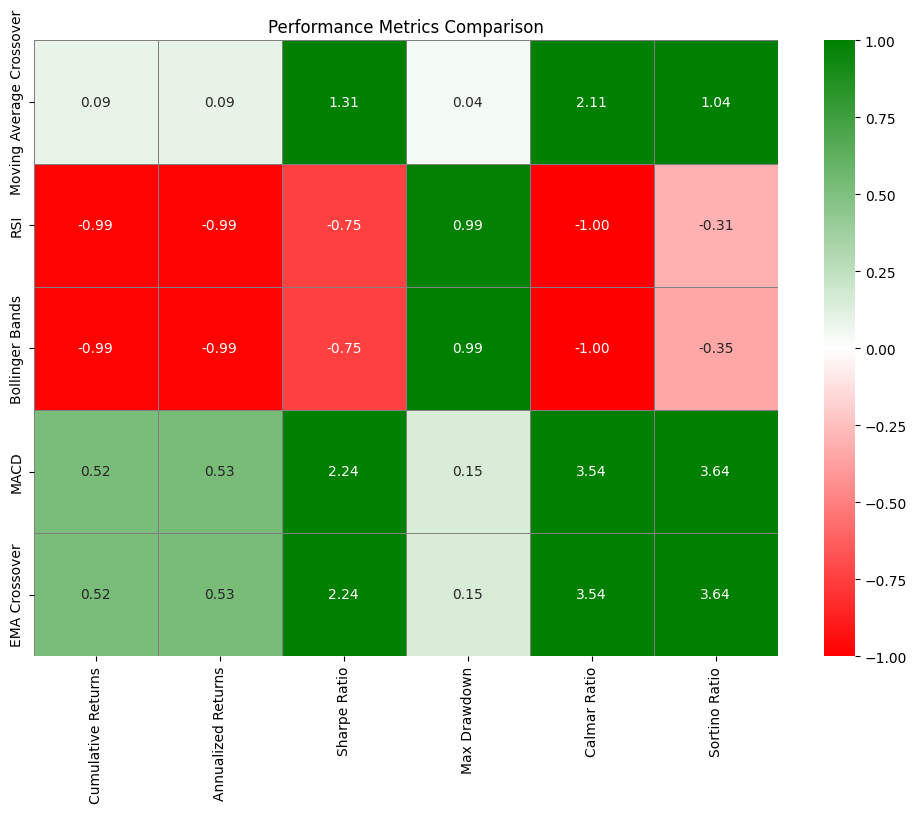 Performance Metrics Comparison
Moving Average Crossover
0.09 0.09 1.31 0.04 2.11 1.04
RSI
-0.99 -0.99 -0.75 0.99 -1.00 -0.31
Bollinger Bands
-0.99 -0.99 -0.75 0.99 -1.00 -0.35
MACD
0.52 0.53 2.24 0.15 3.54 3.64
EMA Crossover
0.52 0.53 2.24 0.15 3.54 3.64
Cumulative Returns
Annualized Returns
Sharpe Ratio
Max Drawdown
Calmar Ratio
Sortino Ratio
1.00
0.75
0.50
0.25
0.00
−0.25
−0.50
−0.75
−1.00